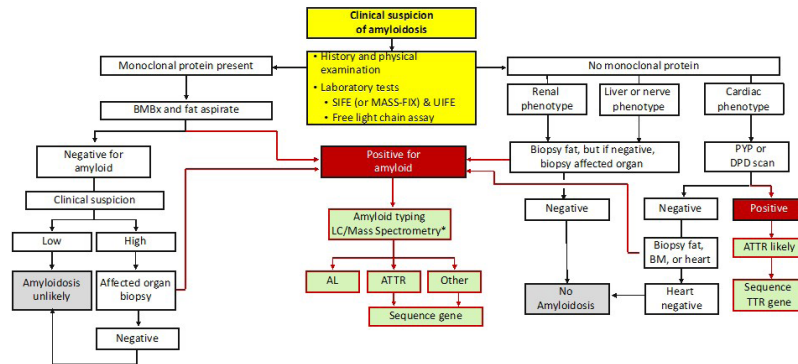 Clinical suspicion
of amyloidosis
• History and physical
examination
• Laboratory tests
• SIFE (or MASS-FIX) & UIFE
• Free light chain assay
Monoclonal protein present
No monoclonal protein
BMBx and fat aspirate
Renal
phenotype
Liver or nerve
phenotype
Cardiac
phenotype
Negative for
amyloid
Positive for
amyloid
Biopsy fat, but if negative,
biopsy affected organ
PYP or
DPD scan
Clinical suspicion
Low
High
Amyloid typing
LC/Mass Spectrometry*
Negative
Negative
Positive
Amyloidosis
unlikely
Affected organ
biopsy
AL
ATTR
Other
Biopsy fat,
BM, or heart
ATTR likely
Sequence gene
No
Amyloidosis
Heart
negative
Sequence
TTR gene
Negative